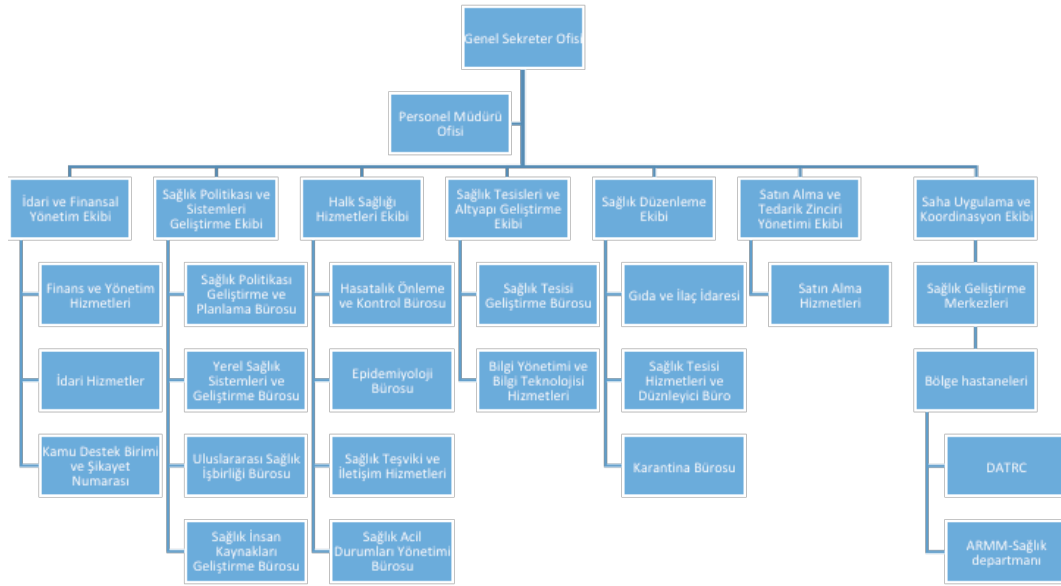 Genel Sekreter Ofisi
Personel Müdürü
Ofisi
İdari ve Finansal
Yönetim Ekibi
Sağlık Politikası ve
Sistemleri
Geliştirme Ekibi
Halk Sağlığı
Hizmetleri Ekibi
Sağlık Tesisleri ve
Altyapı Geliştirme
Ekibi
Sağlık Düzenleme
Ekibi
Satın Alma ve
Tedarik Zinciri
Yönetimi Ekibi
Saha Uygulama ve
Koordinasyon Ekibi
Finans ve Yönetim
Hizmetleri
Sağlık Politikası
Geliştirme ve
Planlama Bürosu
Hasatalık Önleme
ve Kontrol Bürosu
Sağlık Tesisi
Geliştirme Bürosu
Gıda ve İlaç İdaresi
Satın Alma
Hizmetleri
Sağlık Geliştirme
Merkezleri
İdari Hizmetler
Yerel Sağlık
Sistemleri ve
Geliştirme Bürosu
Epidemiyoloji
Bürosu
Bilgi Yönetimi ve
Bilgi Teknolojisi
Hizmetleri
Sağlık Tesisi
Hizmetleri ve
Düznleyici Büro
Bölge hastaneleri
Kamu Destek Birimi
ve Şikayet
Numarası
Uluslararası Sağlık
İşbirliği Bürosu
Sağlık Teşviki ve
İletişim Hizmetleri
Karantina Bürosu
DATRC
Sağlık İnsan
Kaynakları
Geliştirme Bürosu
Sağlık Acil
Durumları Yönetimi
Bürosu
ARMM-Sağlık
departmanı